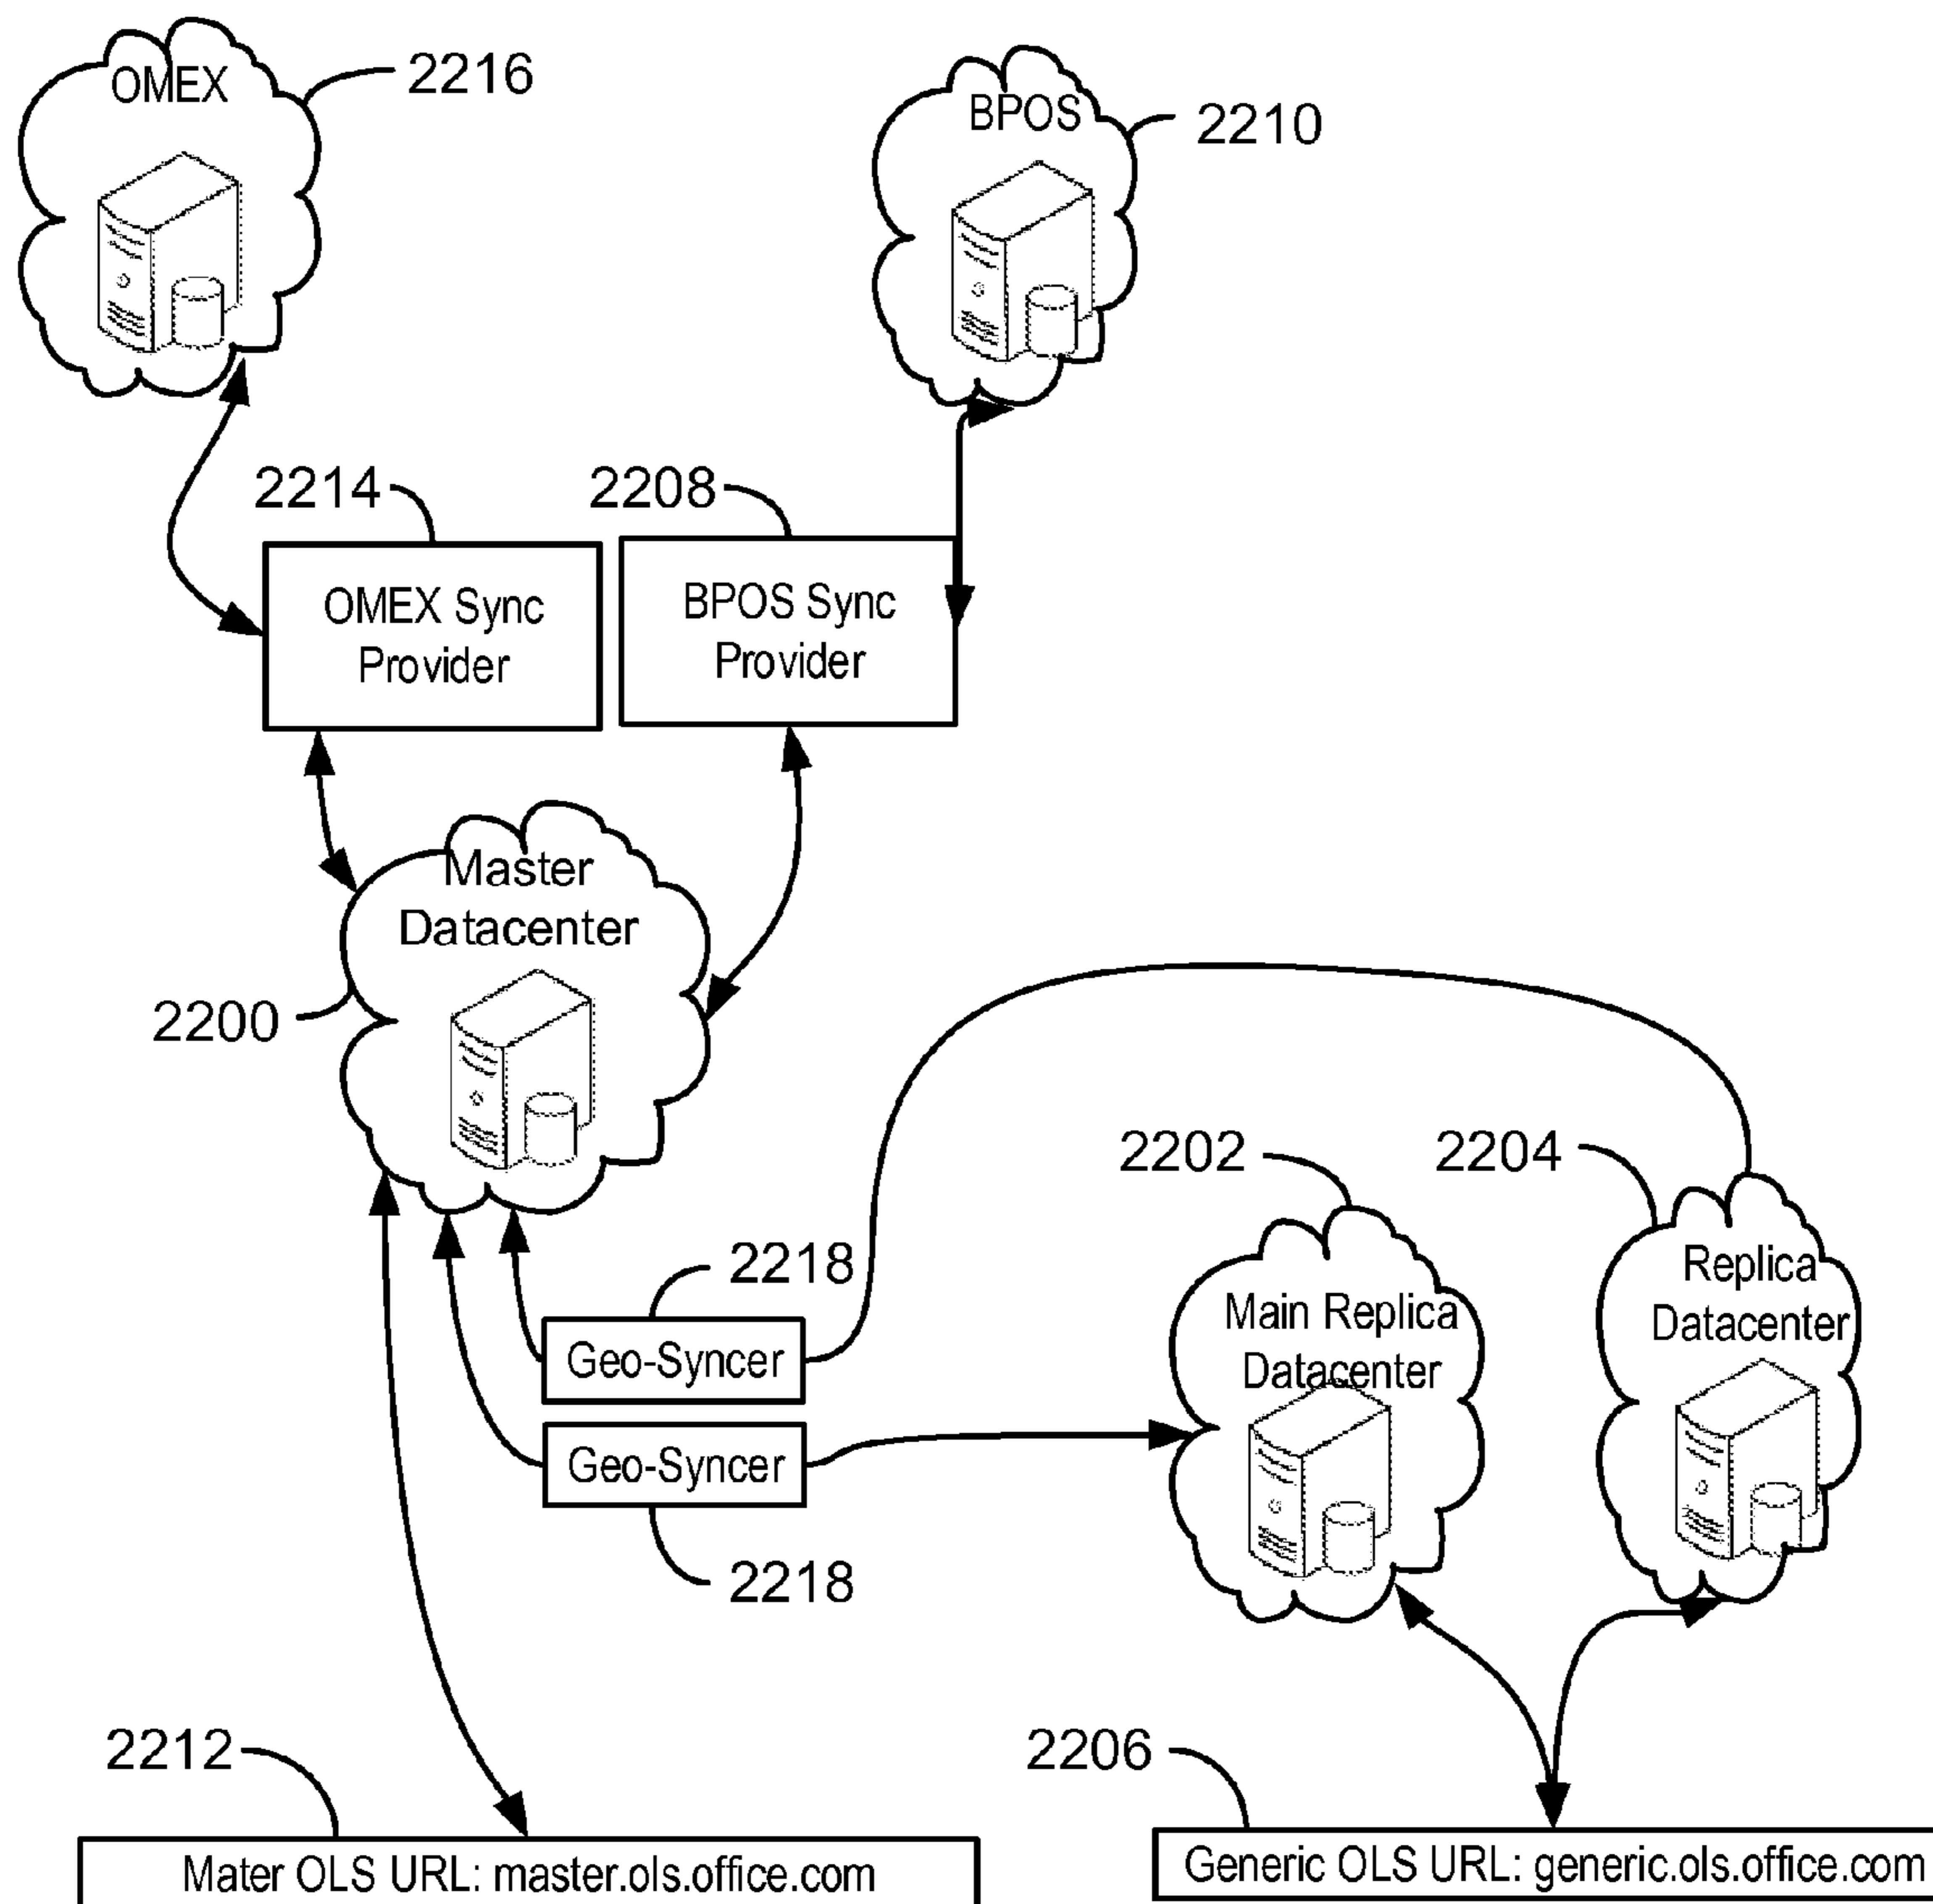 OMEX
2216
BPOS
2210
2214
2208
OMEX Sync
Provider
BPOS Sync
Provider
Master
Datacenter
2200
2202
2204
2218
Geo-Syncer
Main Replica
Datacenter
Replica
Datacenter
Geo-Syncer
2218
2212
2206
Mater OLS URL: master.ols.office.com
Generic OLS URL: generic.ols.office.com